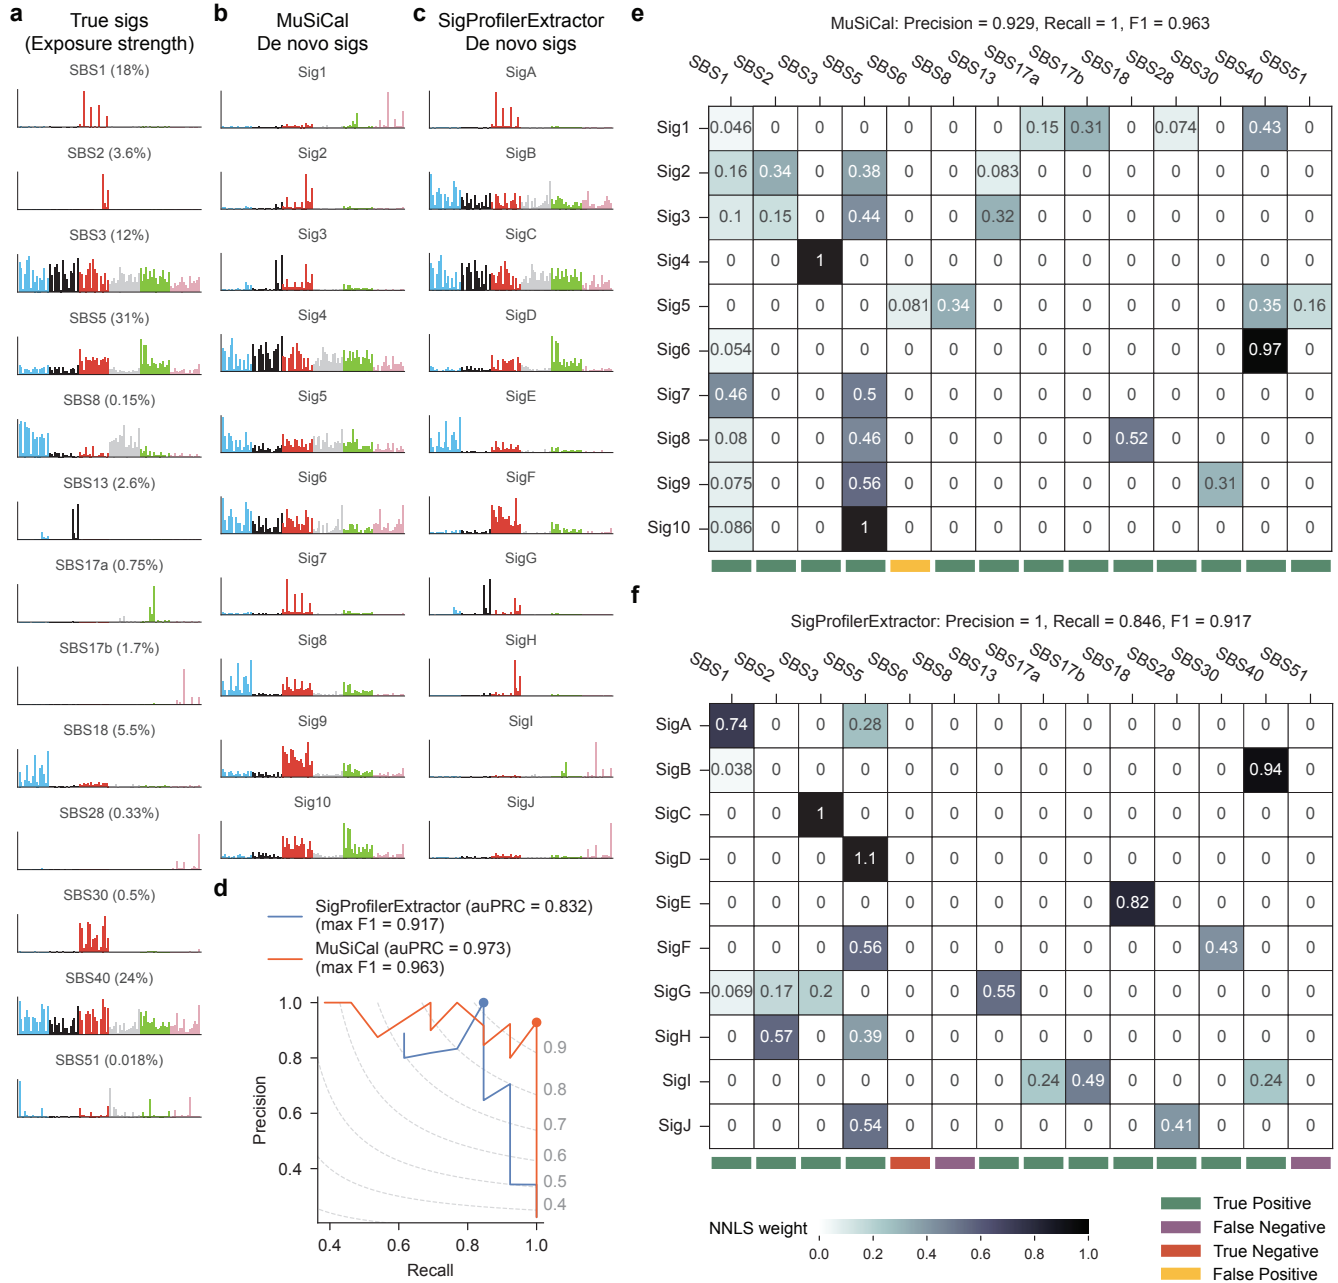 a
True sigs
(Exposure strength)
SBS1 (18%)
SBS2 (3.6%)
SBS3 (12%)
SBS5 (31%)
SBS8 (0.15%)
SBS13 (2.6%)
SBS17a (0.75%)
SBS17b (1.7%)
SBS18 (5.5%)
SBS28 (0.33%)
SBS30 (0.5%)
SBS40 (24%)
SBS51 (0.018%)
b
MuSiCal
De novo sigs
Sig1
Sig2
Sig3
Sig4
Sig5
Sig6
Sig7
Sig8
Sig9
Sig10
c
SigProfilerExtractor
De novo sigs
SigA
SigB
SigC
SigD
SigE
SigF
SigG
SigH
SigI
SigJ
d
SigProfilerExtractor (auPRC = 0.832)
(max F1 = 0.917)
MuSiCal (auPRC = 0.973)
(max F1 = 0.963)
Precision
1.0
0.8
0.6
0.4
0.9
0.8
0.7
0.6
0.5
0.4
0.4 0.6 0.8 1.0
Recall
e
MuSiCal: Precision = 0.929, Recall = 1, F1 = 0.963
SBS1 SBS2 SBS3 SBS5 SBS6 SBS8 SBS13 SBS17a SBS17b SBS18 SBS28 SBS30 SBS40 SBS51
Sig1 0.046 0 0 0 0 0 0 0.15 0.31 0 0.074 0 0.43 0
Sig2 0.16 0.34 0 0.38 0 0 0.083 0 0 0 0 0 0 0
Sig3 0.1 0.15 0 0.44 0 0 0.32 0 0 0 0 0 0 0
Sig4 0 0 1 0 0 0 0 0 0 0 0 0 0 0
Sig5 0 0 0 0 0.081 0.34 0 0 0 0 0 0 0.35 0.16
Sig6 0.054 0 0 0 0 0 0 0 0 0 0 0 0.97 0
Sig7 0.46 0 0 0.5 0 0 0 0 0 0 0 0 0 0
Sig8 0.08 0 0 0.46 0 0 0 0 0 0.52 0 0 0 0
Sig9 0.075 0 0 0.56 0 0 0 0 0 0 0 0.31 0 0
Sig10 0.086 0 0 1 0 0 0 0 0 0 0 0 0 0
f
SigProfilerExtractor: Precision = 1, Recall = 0.846, F1 = 0.917
SBS1 SBS2 SBS3 SBS5 SBS6 SBS8 SBS13 SBS17a SBS17b SBS18 SBS28 SBS30 SBS40 SBS51
SigA 0.74 0 0 0.28 0 0 0 0 0 0 0 0 0 0
SigB 0.038 0 0 0 0 0 0 0 0 0 0 0 0.94 0
SigC 0 0 1 0 0 0 0 0 0 0 0 0 0 0
SigD 0 0 0 1.1 0 0 0 0 0 0 0 0 0 0
SigE 0 0 0 0 0 0 0 0 0 0.82 0 0 0 0
SigF 0 0 0 0.56 0 0 0 0 0 0 0 0.43 0 0
SigG 0.069 0.17 0.2 0 0 0 0.55 0 0 0 0 0 0 0
SigH 0 0.57 0 0.39 0 0 0 0 0 0 0 0 0 0
SigI 0 0 0 0 0 0 0 0.24 0.49 0 0 0 0.24 0
SigJ 0 0 0 0.54 0 0 0 0 0 0 0.41 0 0 0
NNLS weight
0.0 0.2 0.4 0.6 0.8 1.0
True Positive
False Negative
True Negative
False Positive